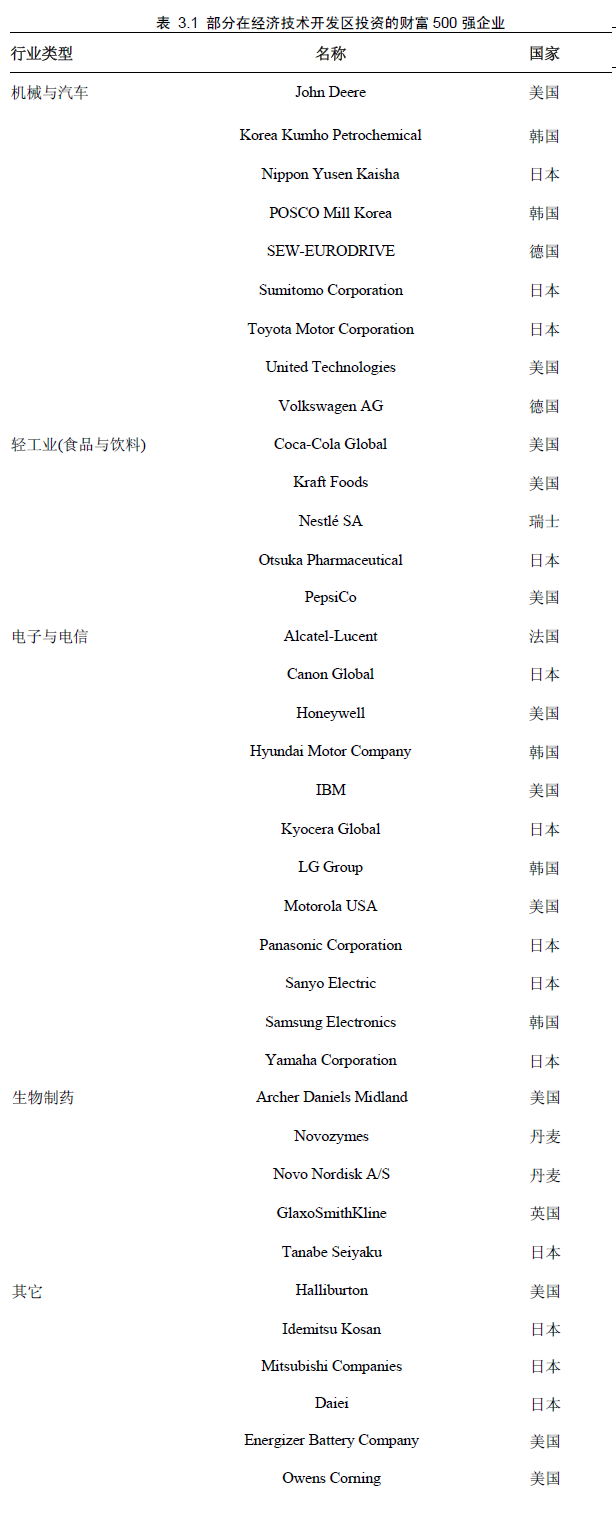 表 3.1 部分在经济技术开发区投资的财富 500 强企业
行业类型 名称 国家
机械与汽车 John Deere 美国
Korea Kumho Petrochemical 韩国
Nippon Yusen Kaisha 日本
POSCO Mill Korea 韩国
SEW-EURODRIVE 德国
Sumitomo Corporation 日本
Toyota Motor Corporation 日本
United Technologies 美国
Volkswagen AG 德国
轻工业(食品与饮料) Coca-Cola Global 美国
Kraft Foods 美国
Nestlé SA 瑞士
Otsuka Pharmaceutical 日本
PepsiCo 美国
电子与电信 Alcatel-Lucent 法国
Canon Global 日本
Honeywell 美国
Hyundai Motor Company 韩国
IBM 美国
Kyocera Global 日本
LG Group 韩国
Motorola USA 美国
Panasonic Corporation 日本
Sanyo Electric 日本
Samsung Electronics 韩国
Yamaha Corporation 日本
生物制药 Archer Daniels Midland 美国
Novozymes 丹麦
Novo Nordisk A/S 丹麦
GlaxoSmithKline 英国
Tanabe Seiyaku 日本
其它 Halliburton 美国
Idemitsu Kosan 日本
Mitsubishi Companies 日本
Daiei 日本
Energizer Battery Company 美国
Owens Corning 美国